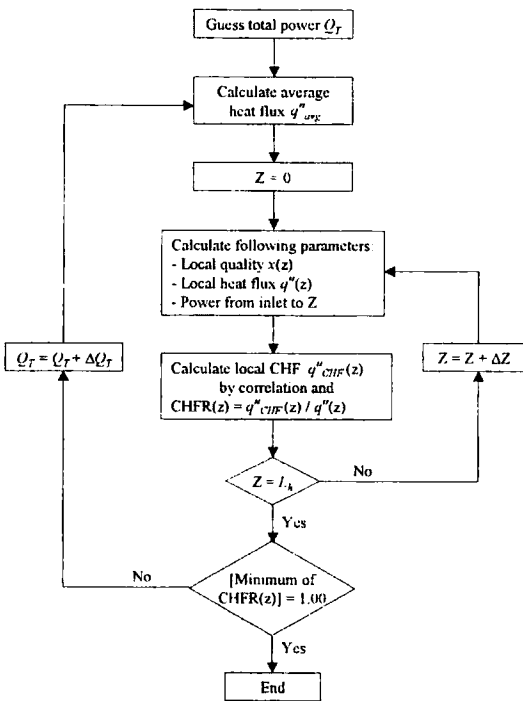 Guess total power Q_T
Calculate average
heat flux q"_avg
Z = 0
Calculate following parameters:
- Local quality x(z)
- Local heat flux q"(z)
- Power from inlet to Z
Q_T = Q_T + ΔQ_T
Z = Z + ΔZ
Calculate local CHF q"_CHF(z)
by correlation and
CHFR(z) = q"_CHF(z) / q"(z)
Z = L_h
No
Yes
No
[Minimum of
CHFR(z)] = 1.00
Yes
End